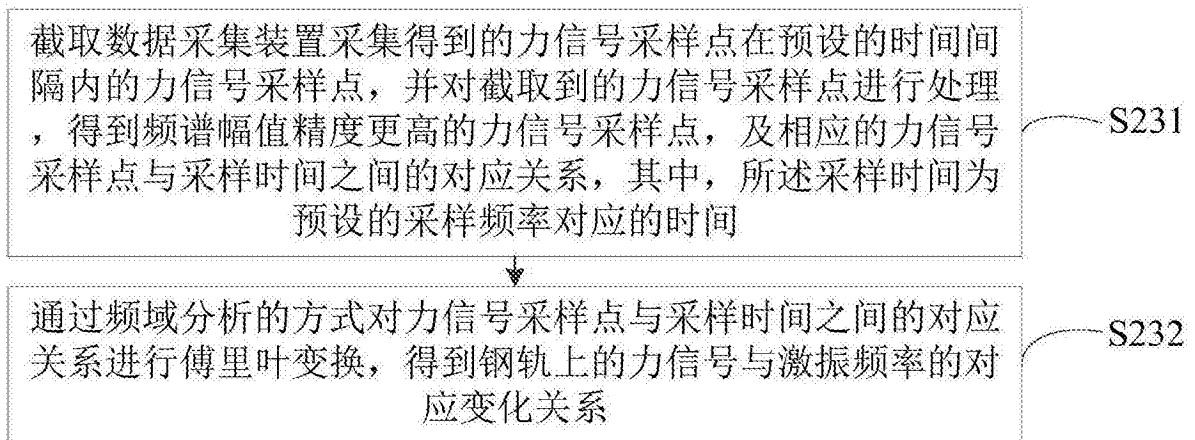 截取数据采集装置采集得到的力信号采样点在预设的时间间
隔内的力信号采样点，并对截取到的力信号采样点进行处理
，得到频谱幅值精度更高的力信号采样点，及相应的力信号
采样点与采样时间之间的对应关系，其中，所述采样时间为
预设的采样频率对应的时间
S231
通过频域分析的方式对力信号采样点与采样时间之间的对应
关系进行傅里叶变换，得到钢轨上的力信号与激振频率的对
应变化关系
S232